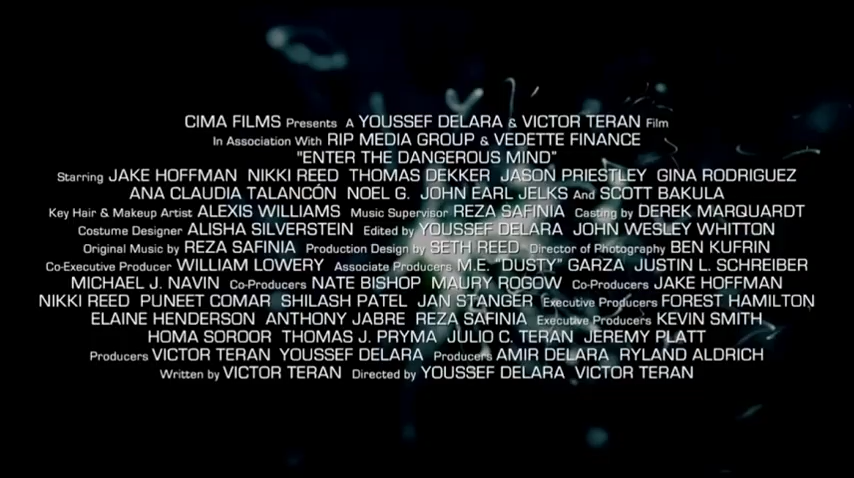 CIMA FILMS Presents A YOUSSEF DELARA & VICTOR TERAN Film
In Association With RIP MEDIA GROUP & VEDETTE FINANCE
"ENTER THE DANGEROUS MIND"
Starring JAKE HOFFMAN NIKKI REED THOMAS DEKKER JASON PRIESTLEY GINA RODRIGUEZ
ANA CLAUDIA TALANCÓN NOEL G. JOHN EARL JELKS And SCOTT BAKULA
Key Hair & Makeup Artist ALEXIS WILLIAMS Music Supervisor REZA SAFINIA Casting by DEREK MARQUARDT
Costume Designer ALISHA SILVERSTEIN Edited by YOUSSEF DELARA JOHN WESLEY WHITTON
Original Music by REZA SAFINIA Production Design by SETH REED Director of Photography BEN KUFRIN
Co-Executive Producer WILLIAM LOWERY Associate Producers M.E. "DUSTY" GARZA JUSTIN L. SCHREIBER
MICHAEL J. NAVIN Co-Producers NATE BISHOP MAURY ROGOW Co-Producers JAKE HOFFMAN
NIKKI REED PUNEET COMAR SHILASH PATEL JAN STANGER Executive Producers FOREST HAMILTON
ELAINE HENDERSON ANTHONY JABRE REZA SAFINIA Executive Producers KEVIN SMITH
HOMA SOROOR THOMAS J. PRYMA JULIO C. TERAN JEREMY PLATT
Producers VICTOR TERAN YOUSSEF DELARA Producers AMIR DELARA RYLAND ALDRICH
Written by VICTOR TERAN Directed by YOUSSEF DELARA VICTOR TERAN